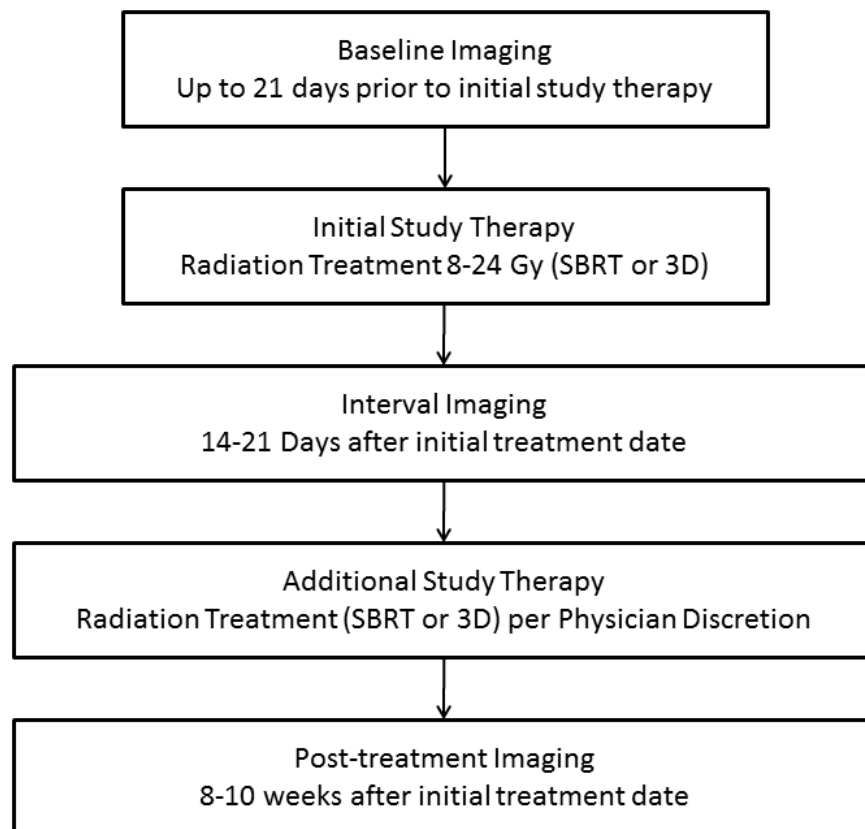 Baseline Imaging
Up to 21 days prior to initial study therapy
Initial Study Therapy
Radiation Treatment 8-24 Gy (SBRT or 3D)
Interval Imaging
14-21 Days after initial treatment date
Additional Study Therapy
Radiation Treatment (SBRT or 3D) per Physician Discretion
Post-treatment Imaging
8-10 weeks after initial treatment date